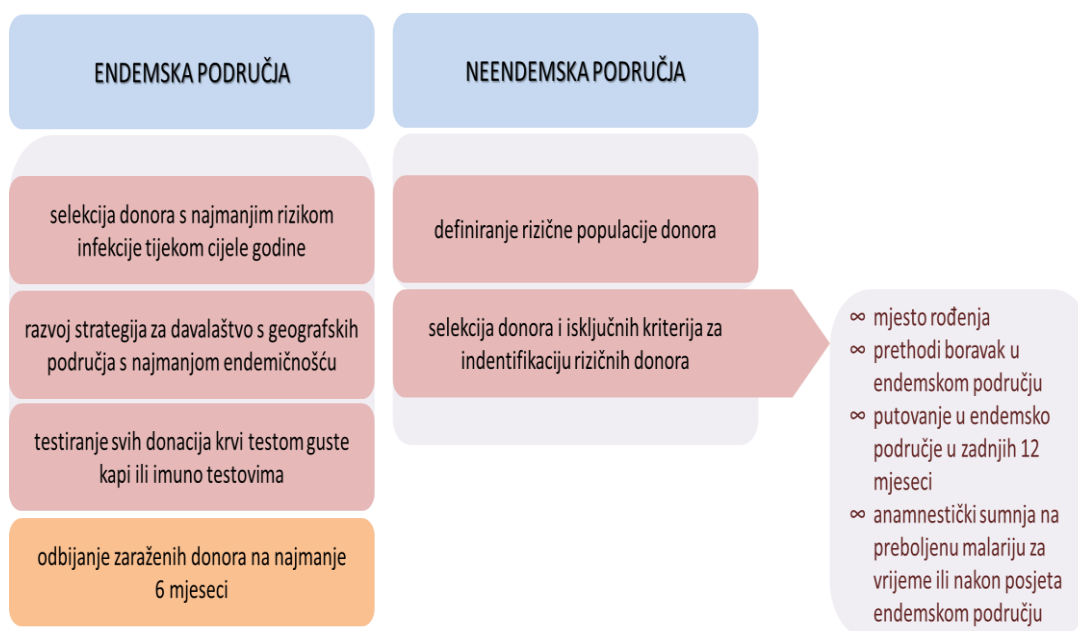 ENDEMSKA PODRUČJA
selekcija donora s najmanjim rizikom
infekcije tijekom cijele godine
razvoj strategija za davalaštvo s geografskih
područja s najmanjom endemičnošću
testiranje svih donacija krvi testom guste
kapi ili imuno testovima
odbijanje zaraženih donora na najmanje
6 mjeseci
NEENDEMSKA PODRUČJA
definiranje rizične populacije donora
selekcija donora i isključnih kriterija za
indentifikaciju rizičnih donora
∞ mjesto rođenja
∞ prethodi boravak u
endemskom području
∞ putovanje u endemsko
područje u zadnjih 12
mjeseci
∞ anamnestički sumnja na
preboljenu malariju za
vrijeme ili nakon posjeta
endemskom području